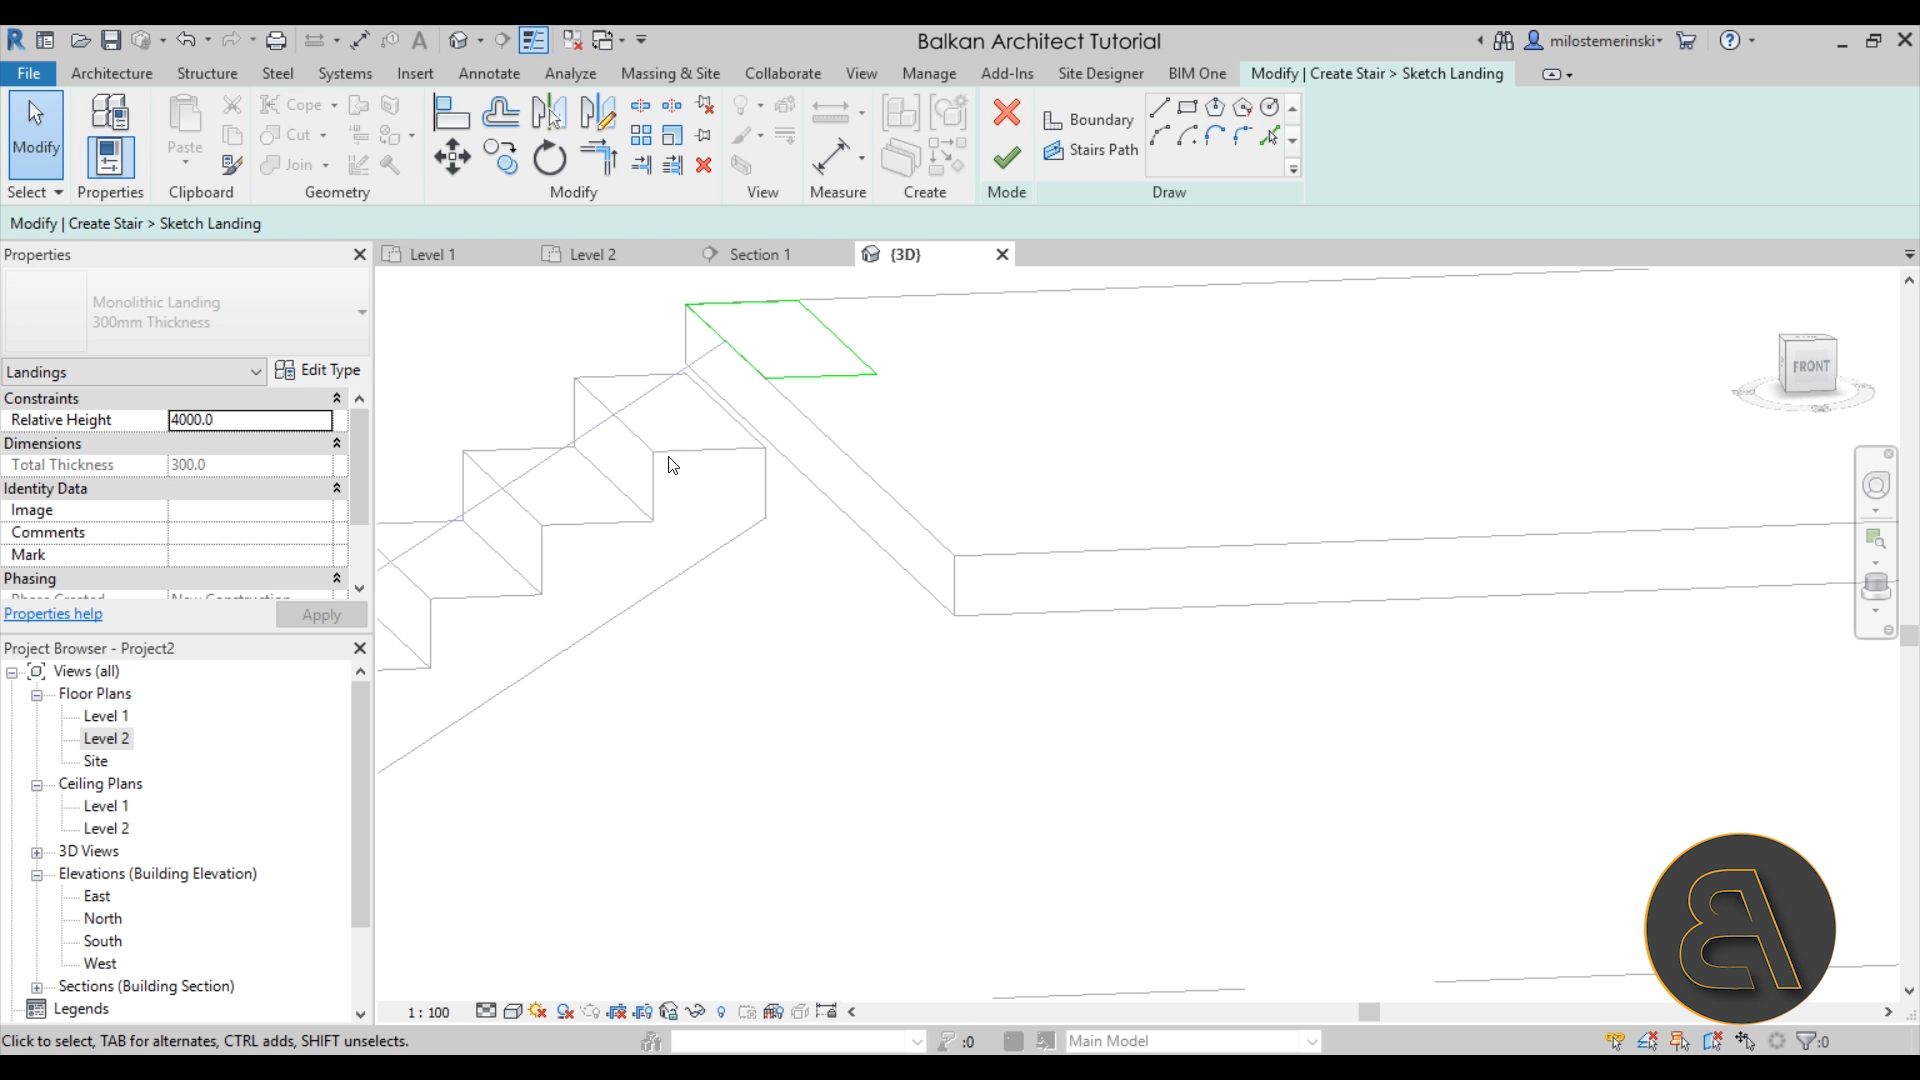 Balkan Architect Tutorial
milostemerinski
File Architecture Structure Steel Systems Insert Annotate Analyze Massing & Site Collaborate View Manage Add-Ins Site Designer BIM One Modify | Create Stair > Sketch Landing
Modify Paste Cope Cut Join Boundary Stairs Path
Select Properties Clipboard Geometry Modify View Measure Create Mode Draw
Modify | Create Stair > Sketch Landing
Properties
Level 1 Level 2 Section 1 {3D}
Monolithic Landing
300mm Thickness
Landings Edit Type
Constraints
Relative Height 4000.0
Dimensions
Total Thickness 300.0
Identity Data
Image
Comments
Mark
Phasing
Phase Created New Construction
Properties help Apply
FRONT
Project Browser - Project2
Views (all)
Floor Plans
Level 1
Level 2
Site
Ceiling Plans
Level 1
Level 2
3D Views
Elevations (Building Elevation)
East
North
South
West
Sections (Building Section)
Legends
1 : 100
Click to select, TAB for alternates, CTRL adds, SHIFT unselects.
:0
Main Model
:0